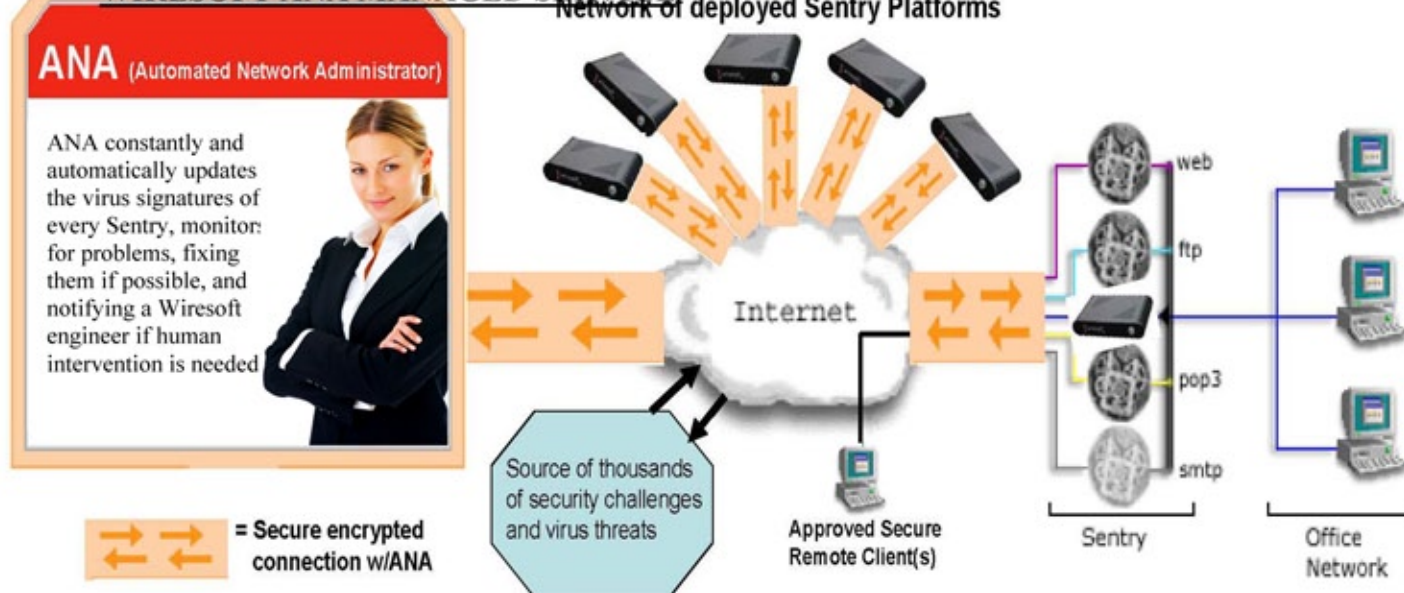 Network of deployed Sentry Platforms
ANA (Automated Network Administrator)
ANA constantly and
automatically updates
the virus signatures of
every Sentry, monitors
for problems, fixing
them if possible, and
notifying a Wiresoft
engineer if human
intervention is needed
Internet
web
ftp
pop3
smtp
Source of thousands
of security challenges
and virus threats
Approved Secure
Remote Client(s)
Sentry
Office
Network
= Secure encrypted
connection w/ANA